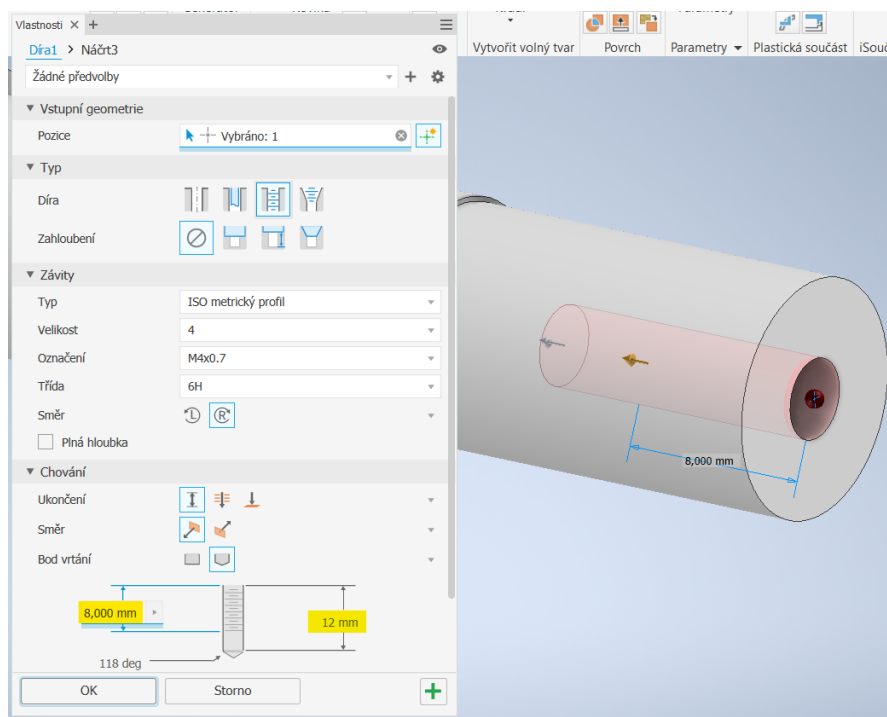 Vlastnosti × +
Díra1 > Náčrt3
Žádné předvolby
Vstupní geometrie
Pozice
Vybráno: 1
Typ
Díra
Zahloubení
Závity
Typ ISO metrický profil
Velikost 4
Označení M4x0.7
Třída 6H
Směr
L R
Plná hloubka
Chování
Ukončení
Směr
Bod vrtání
8,000 mm
12 mm
118 deg
OK Storno
Vytvořit volný tvar Povrch Parametry Plastická součást
8,000 mm